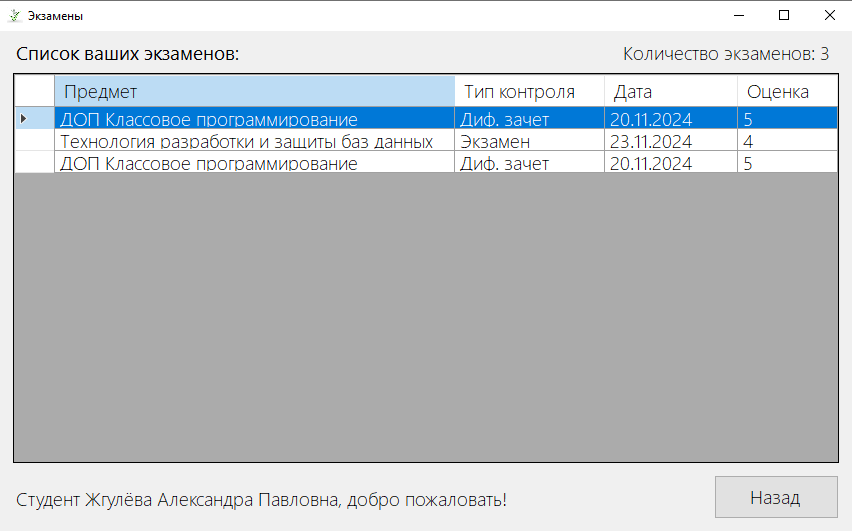 Экзамены
Список ваших экзаменов: Количество экзаменов: 3
Предмет Тип контроля Дата Оценка
ДОП Классовое программирование Диф. зачет 20.11.2024 5
Технология разработки и защиты баз данных Экзамен 23.11.2024 4
ДОП Классовое программирование Диф. зачет 20.11.2024 5
Студент Жгулёва Александра Павловна, добро пожаловать! Назад